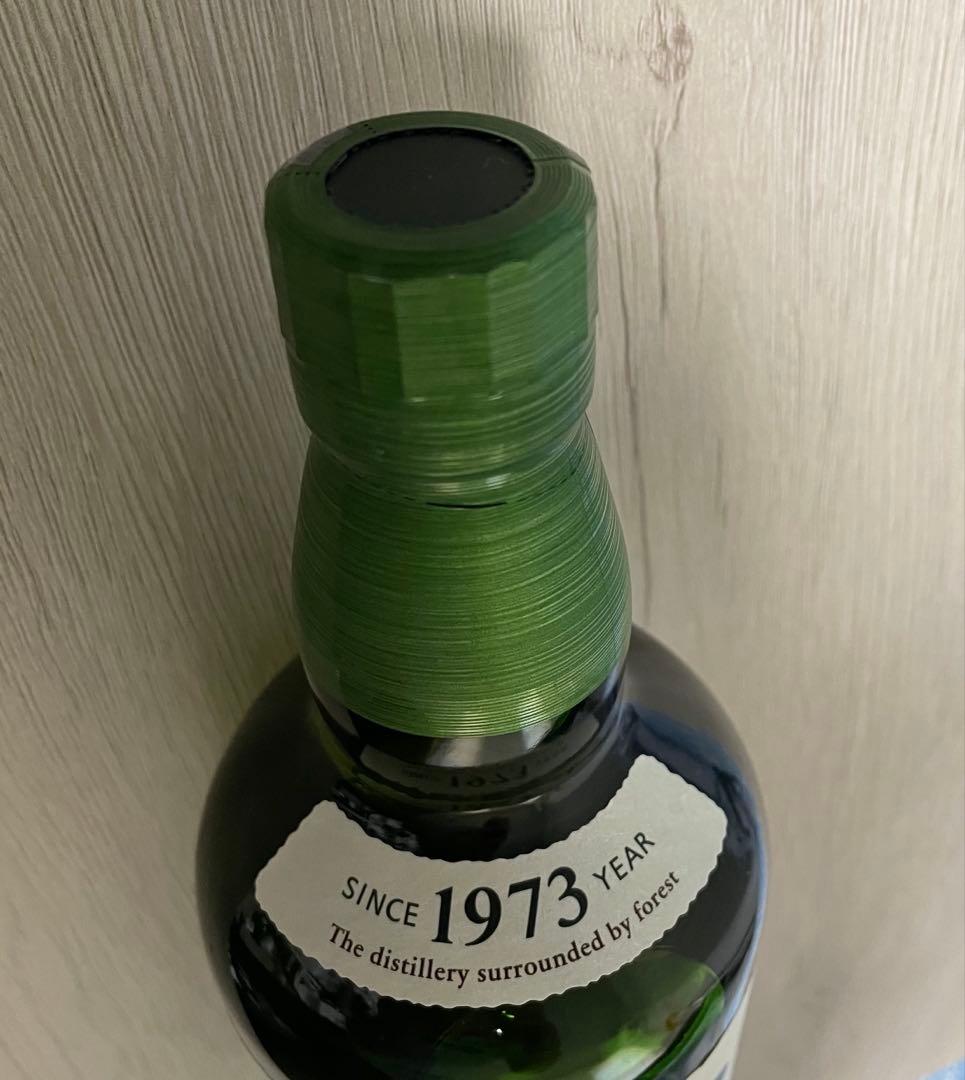 SINCE 1973 YEAR
The distillery surrounded by forest